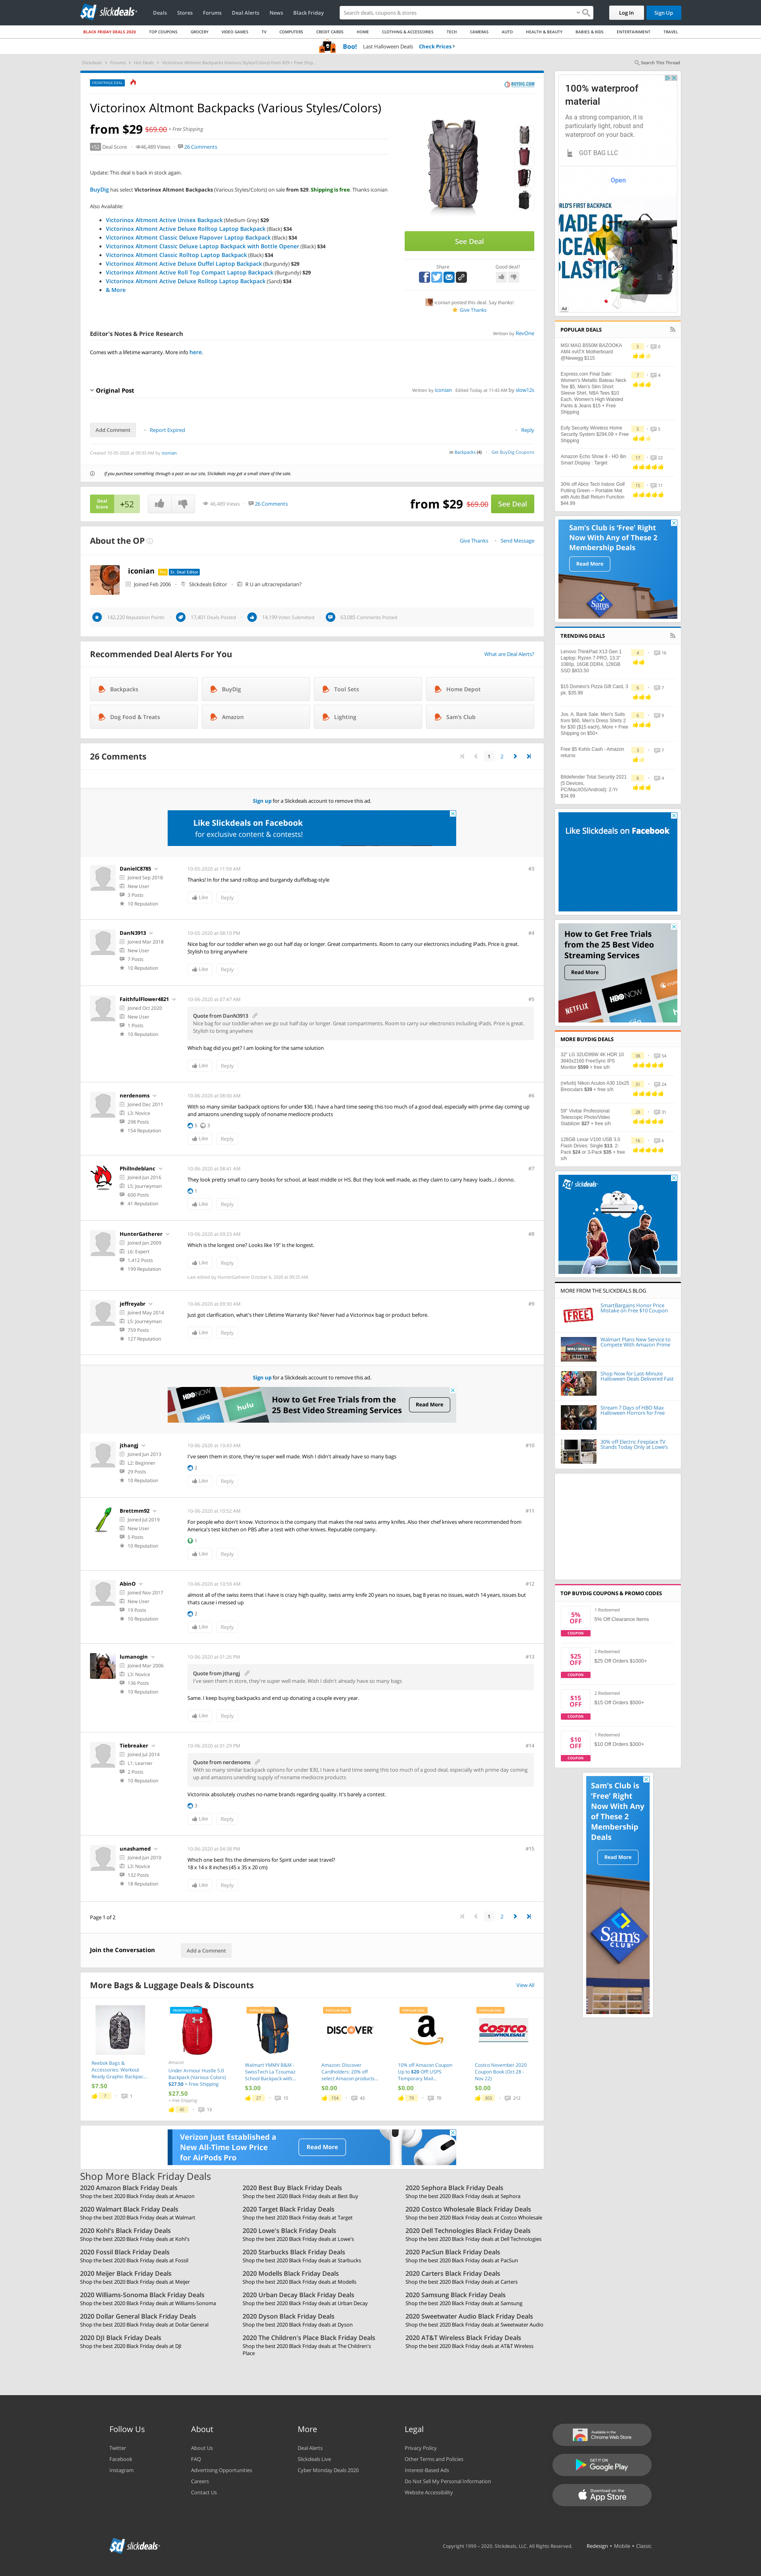 slickdeals
Deals Stores Forums Deal Alerts News Black Friday
Search deals, coupons & stores
Log In Sign Up
BLACK FRIDAY DEALS 2020 TOP COUPONS GROCERY VIDEO GAMES TV COMPUTERS CREDIT CARDS HOME CLOTHING & ACCESSORIES TECH SNEAKERS AUTO HEALTH & BEAUTY BABIES & KIDS ENTERTAINMENT TRAVEL
Boo! Last Halloween Deals Check Prices
Slickdeals Forums Hot Deals Victorinox Altmont Backpacks (Various Styles/Colors) from $29 + Free Ship...
Search This Thread
FRONTPAGE DEAL
BUYDIG.COM
Victorinox Altmont Backpacks (Various Styles/Colors)
from $29 $69.00 + Free Shipping
+52 Deal Score 46,489 Views 26 Comments
Update: This deal is back in stock again.
BuyDig has select Victorinox Altmont Backpacks (Various Styles/Colors) on sale from $29. Shipping is free. Thanks iconian
Also Available:
Victorinox Altmont Active Unisex Backpack (Medium Grey) $29
Victorinox Altmont Active Deluxe Rolltop Laptop Backpack (Black) $34
Victorinox Altmont Classic Deluxe Flapover Laptop Backpack (Black) $34
Victorinox Altmont Classic Deluxe Laptop Backpack with Bottle Opener (Black) $34
Victorinox Altmont Classic Rolltop Laptop Backpack (Black) $34
Victorinox Altmont Active Deluxe Duffel Laptop Backpack (Burgundy) $29
Victorinox Altmont Active Roll Top Compact Laptop Backpack (Burgundy) $29
Victorinox Altmont Active Deluxe Rolltop Laptop Backpack (Sand) $34
& More
See Deal
Share Good deal?
iconian posted this deal. Say thanks!
Give Thanks
Editor's Notes & Price Research Written by RevOne
Comes with a lifetime warranty. More info here.
Original Post Written by iconian Edited Today at 11:43 AM by slow12s
Add Comment Report Expired Reply
Created 10-05-2020 at 09:35 AM by iconian
in Backpacks (4) Get BuyDig Coupons
If you purchase something through a post on our site, Slickdeals may get a small share of the sale.
Deal Score +52 46,489 Views 26 Comments from $29 $69.00 See Deal
About the OP Give Thanks Send Message
iconian Pro Sr. Deal Editor
Joined Feb 2006 Slickdeals Editor R U an ultracrepidarian?
142,220 Reputation Points 17,401 Deals Posted 14,199 Votes Submitted 63,085 Comments Posted
Recommended Deal Alerts For You What are Deal Alerts?
Backpacks BuyDig Tool Sets Home Depot
Dog Food & Treats Amazon Lighting Sam's Club
26 Comments 1 2
Sign up for a Slickdeals account to remove this ad.
Like Slickdeals on Facebook
for exclusive content & contests!
DanielC8785
Joined Sep 2018
New User
3 Posts
10 Reputation
10-05-2020 at 11:59 AM #3
Thanks! In for the sand rolltop and burgandy duffelbag-style
Like Reply
DanN3913
Joined Mar 2018
New User
7 Posts
10 Reputation
10-05-2020 at 08:10 PM #4
Nice bag for our toddler when we go out half day or longer. Great compartments. Room to carry our electronics including iPads. Price is great.
Stylish to bring anywhere
Like Reply
FaithfulFlower4821
Joined Oct 2020
New User
1 Posts
10 Reputation
10-06-2020 at 07:47 AM #5
Quote from DanN3913
Nice bag for our toddler when we go out half day or longer. Great compartments. Room to carry our electronics including iPads. Price is great.
Stylish to bring anywhere
Which bag did you get? I am looking for the same solution
Like Reply
nerdenoms
Joined Dec 2011
L3: Novice
298 Posts
154 Reputation
10-06-2020 at 08:00 AM #6
With so many similar backpack options for under $30, I have a hard time seeing this too much of a good deal, especially with prime day coming up
and amazons unending supply of noname mediocre products
5 3
Like Reply
PhilIndeblanc
Joined Jun 2016
L5: Journeyman
600 Posts
41 Reputation
10-06-2020 at 08:41 AM #7
They look pretty small to carry books for school, at least middle or HS. But they look well made, as they claim to carry heavy loads...I donno.
1
Like Reply
HunterGatherer
Joined Jan 2009
L6: Expert
1,412 Posts
199 Reputation
10-06-2020 at 09:23 AM #8
Which is the longest one? Looks like 19" is the longest.
Like Reply
Last edited by HunterGatherer October 6, 2020 at 09:25 AM.
jeffreyabr
Joined May 2014
L5: Journeyman
759 Posts
127 Reputation
10-06-2020 at 09:30 AM #9
Just got clarification, what's their Lifetime Warranty like? Never had a Victorinox bag or product before.
Like Reply
Sign up for a Slickdeals account to remove this ad.
HBO NOW sling hulu
How to Get Free Trials from the 25 Best Video Streaming Services Read More
jthangj
Joined Jun 2013
L2: Beginner
29 Posts
10 Reputation
10-06-2020 at 10:43 AM #10
I've seen them in store, they're super well made. Wish I didn't already have so many bags
2
Like Reply
Brettmm92
Joined Jul 2019
New User
5 Posts
10 Reputation
10-06-2020 at 10:52 AM #11
For people who don't know. Victorinox is the company that makes the real swiss army knifes. Also their chef knives where recommended from
America's test kitchen on PBS after a test with other knives. Reputable company.
1
Like Reply
AbinO
Joined Nov 2017
New User
19 Posts
10 Reputation
10-06-2020 at 10:59 AM #12
almost all of the swiss items that i have is crazy high quality, swiss army knife 20 years no issues, bag 8 yeras no issues, watch 14 years, issues but
thats cause i messed up
2
Like Reply
lumanogin
Joined Mar 2006
L3: Novice
136 Posts
10 Reputation
10-06-2020 at 01:26 PM #13
Quote from jthangj
I've seen them in store, they're super well made. Wish I didn't already have so many bags
Same. I keep buying backpacks and end up donating a couple every year.
Like Reply
Tiebreaker
Joined Jul 2014
L1: Learner
2 Posts
10 Reputation
10-06-2020 at 01:29 PM #14
Quote from nerdenoms
With so many similar backpack options for under $30, I have a hard time seeing this too much of a good deal, especially with prime day coming
up and amazons unending supply of noname mediocre products
Victorinix absolutely crushes no-name brands regarding quality. It's barely a contest.
3
Like Reply
unashamed
Joined Jun 2010
L3: Novice
132 Posts
18 Reputation
10-06-2020 at 04:38 PM #15
Which one best fits the dimensions for Spirit under seat travel?
18 x 14 x 8 inches (45 x 35 x 20 cm)
Like Reply
Page 1 of 2 1 2
Join the Conversation Add a Comment
More Bags & Luggage Deals & Discounts View All
Reebok Bags & Accessories: Workout Ready Graphic Backpac...
$7.50
7 1
FRONTPAGE DEAL
Amazon
Under Armour Hustle 5.0 Backpack (Various Colors) $27.50 + Free Shipping
$27.50
+ Free Shipping
45 13
POPULAR DEAL
Walmart YMMV B&M - SwissTech La Tzoumaz School Backpack with...
$3.00
27 15
POPULAR DEAL
DISCOVER
Amazon: Discover Cardholders: 20% off select Amazon products...
$0.00
154 43
POPULAR DEAL
10% off Amazon Coupon Up to $20 Off: USPS Temporary Mail...
$0.00
79 70
POPULAR DEAL
COSTCO WHOLESALE
Costco November 2020 Coupon Book (Oct 28 - Nov 22)
$0.00
303 212
Verizon Just Established a New All-Time Low Price for AirPods Pro Read More
Shop More Black Friday Deals
2020 Amazon Black Friday Deals
Shop the best 2020 Black Friday deals at Amazon
2020 Best Buy Black Friday Deals
Shop the best 2020 Black Friday deals at Best Buy
2020 Sephora Black Friday Deals
Shop the best 2020 Black Friday deals at Sephora
2020 Walmart Black Friday Deals
Shop the best 2020 Black Friday deals at Walmart
2020 Target Black Friday Deals
Shop the best 2020 Black Friday deals at Target
2020 Costco Wholesale Black Friday Deals
Shop the best 2020 Black Friday deals at Costco Wholesale
2020 Kohl's Black Friday Deals
Shop the best 2020 Black Friday deals at Kohl's
2020 Lowe's Black Friday Deals
Shop the best 2020 Black Friday deals at Lowe's
2020 Dell Technologies Black Friday Deals
Shop the best 2020 Black Friday deals at Dell Technologies
2020 Fossil Black Friday Deals
Shop the best 2020 Black Friday deals at Fossil
2020 Starbucks Black Friday Deals
Shop the best 2020 Black Friday deals at Starbucks
2020 PacSun Black Friday Deals
Shop the best 2020 Black Friday deals at PacSun
2020 Meijer Black Friday Deals
Shop the best 2020 Black Friday deals at Meijer
2020 Modells Black Friday Deals
Shop the best 2020 Black Friday deals at Modells
2020 Carters Black Friday Deals
Shop the best 2020 Black Friday deals at Carters
2020 Williams-Sonoma Black Friday Deals
Shop the best 2020 Black Friday deals at Williams-Sonoma
2020 Urban Decay Black Friday Deals
Shop the best 2020 Black Friday deals at Urban Decay
2020 Samsung Black Friday Deals
Shop the best 2020 Black Friday deals at Samsung
2020 Dollar General Black Friday Deals
Shop the best 2020 Black Friday deals at Dollar General
2020 Dyson Black Friday Deals
Shop the best 2020 Black Friday deals at Dyson
2020 Sweetwater Audio Black Friday Deals
Shop the best 2020 Black Friday deals at Sweetwater Audio
2020 DJI Black Friday Deals
Shop the best 2020 Black Friday deals at DJI
2020 The Children's Place Black Friday Deals
Shop the best 2020 Black Friday deals at The Children's Place
2020 AT&T Wireless Black Friday Deals
Shop the best 2020 Black Friday deals at AT&T Wireless
100% waterproof material
As a strong companion, it is particularly light, robust and waterproof on your back.
GOT BAG LLC
Open
WORLD'S FIRST BACKPACK
MADE OF OCEAN PLASTIC
Ad
POPULAR DEALS
MSI MAG B550M BAZOOKA AM4 mATX Motherboard @Newegg $115
5 0
Express.com Final Sale: Women's Metallic Bateau Neck Tee $5, Men's Slim Short Sleeve Shirt, NBA Tees $10 Each, Women's High Waisted Pants & Jeans $15 + Free Shipping
7 4
Eufy Security Wireless Home Security System $294.09 + Free Shipping
5 5
Amazon Echo Show 8 - HD 8in Smart Display : Target
17 22
30% off Abco Tech Indoor Golf Putting Green – Portable Mat with Auto Ball Return Function $44.99
15 11
Sam's Club is 'Free' Right Now With Any of These 2 Membership Deals
Read More
TRENDING DEALS
Lenovo ThinkPad X13 Gen 1 Laptop: Ryzen 7 PRO, 13.3" 1080p, 16GB DDR4, 128GB SSD $803.50
4 16
$15 Domino's Pizza Gift Card, 3 pk, $35.99
5 7
Jos. A. Bank Sale: Men's Suits from $60, Men's Dress Shirts 2 for $30 ($15 each), More + Free Shipping on $50+
6 9
Free $5 Kohls Cash - Amazon returns
3 7
Bitdefender Total Security 2021 (5 Devices, PC/Mac/iOS/Android): 2-Yr $34.99
6 4
Like Slickdeals on Facebook
How to Get Free Trials from the 25 Best Video Streaming Services
Read More
NETFLIX HBO NOW hulu
MORE BUYDIG DEALS
32" LG 32UD99W 4K HDR 10 3840x2160 FreeSync IPS Monitor $599 + free s/h
38 54
(refurb) Nikon Aculon A30 10x25 Binoculars $39 + free s/h
31 24
59" Vivitar Professional Telescopic Photo/Video Stabilizer $27 + free s/h
28 31
128GB Lexar V100 USB 3.0 Flash Drives: Single $13, 2-Pack $24 or 3-Pack $35 + free s/h
16 6
slickdeals
MORE FROM THE SLICKDEALS BLOG
FREE
SmartBargains Honor Price Mistake on Free $10 Coupon
Walmart Plans New Service to Compete With Amazon Prime
Shop Now for Last-Minute Halloween Deals Delivered Fast
Stream 7 Days of HBO Max Halloween Horrors for Free
30% off Electric Fireplace TV Stands Today Only at Lowe's
TOP BUYDIG COUPONS & PROMO CODES
5% OFF COUPON 1 Redeemed 5% Off Clearance Items
$25 OFF COUPON 2 Redeemed $25 Off Orders $1000+
$15 OFF COUPON 2 Redeemed $15 Off Orders $500+
$10 OFF COUPON 1 Redeemed $10 Off Orders $300+
Sam's Club is 'Free' Right Now With Any of These 2 Membership Deals
Read More
Sam's CLUB
Follow Us
Twitter
Facebook
Instagram
About
About Us
FAQ
Advertising Opportunities
Careers
Contact Us
More
Deal Alerts
Slickdeals Live
Cyber Monday Deals 2020
Legal
Privacy Policy
Other Terms and Policies
Interest-Based Ads
Do Not Sell My Personal Information
Website Accessibility
Available in the Chrome Web Store
GET IT ON Google Play
Download on the App Store
slickdeals
Copyright 1999 – 2020. Slickdeals, LLC. All Rights Reserved. Redesign • Mobile • Classic